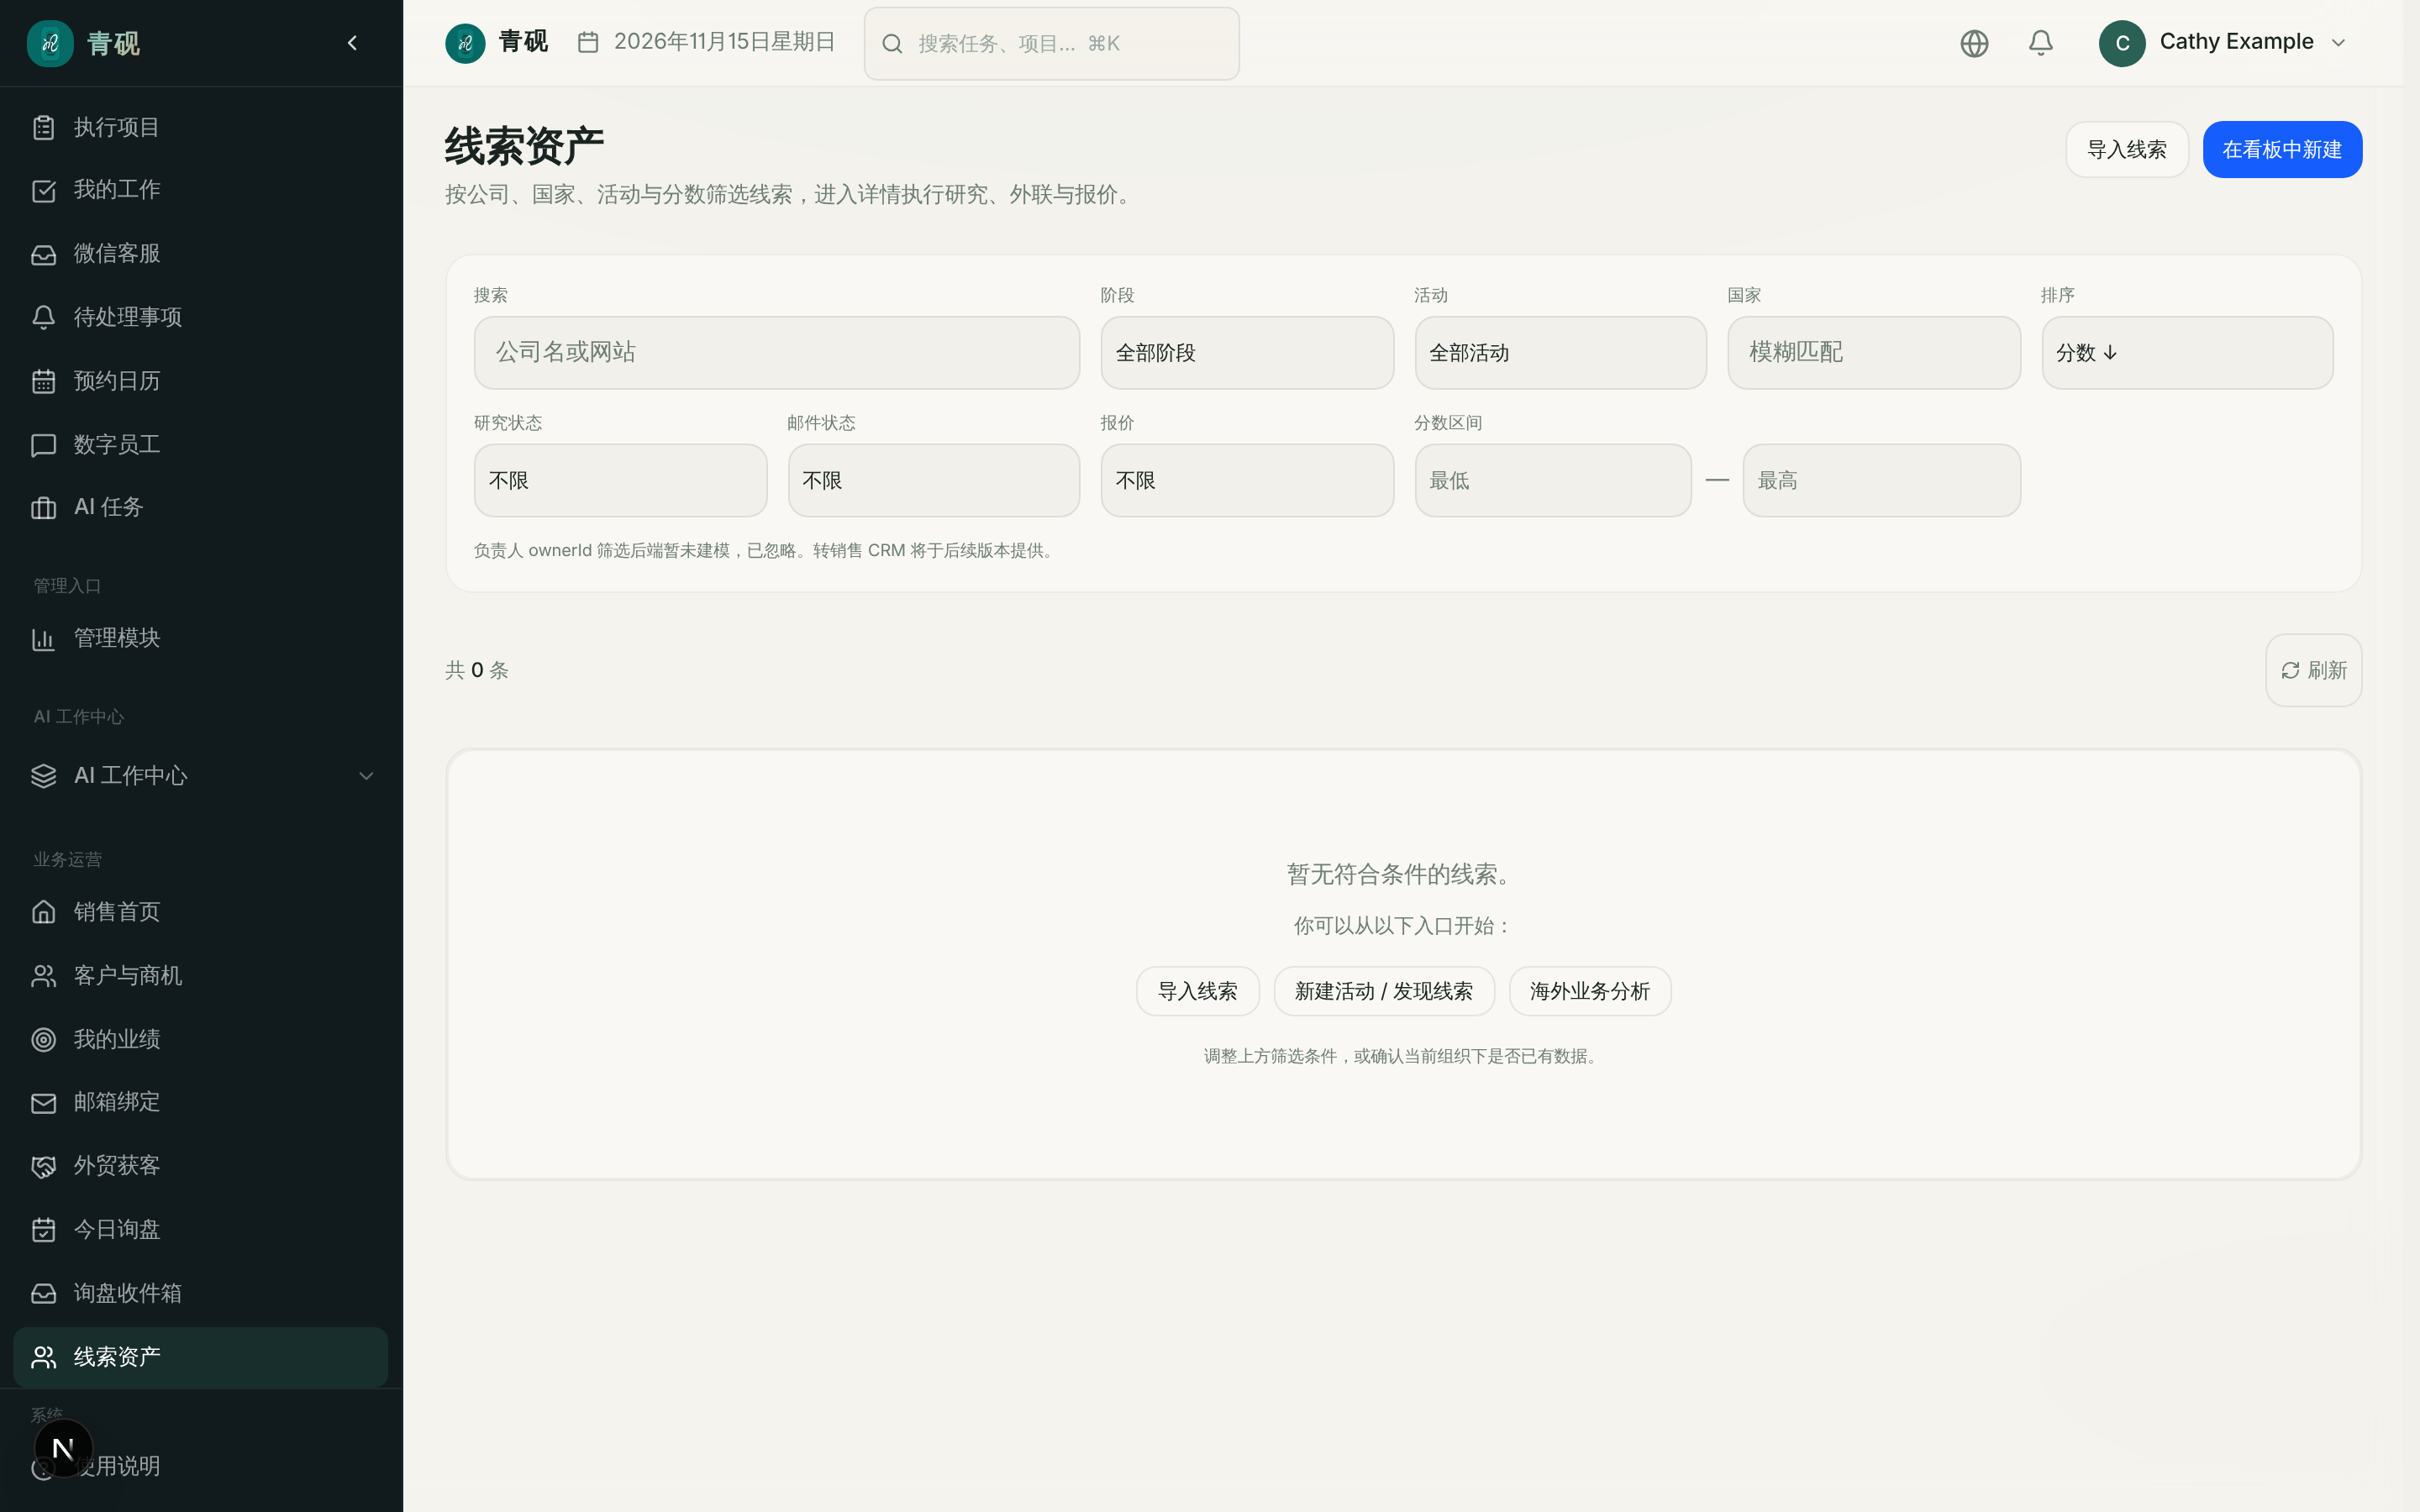 青砚
执行项目
我的工作
微信客服
待处理事项
预约日历
数字员工
AI 任务
管理入口
管理模块
AI 工作中心
AI 工作中心
业务运营
销售首页
客户与商机
我的业绩
邮箱绑定
外贸获客
今日询盘
询盘收件箱
线索资产
系统
N
使用说明
青砚 2026年11月15日星期日 搜索任务、项目... ⌘K C Cathy Example
线索资产
导入线索 在看板中新建
按公司、国家、活动与分数筛选线索，进入详情执行研究、外联与报价。
搜索 阶段 活动 国家 排序
公司名或网站 全部阶段 全部活动 模糊匹配 分数 ↓
研究状态 邮件状态 报价 分数区间
不限 不限 不限 最低 — 最高
负责人 ownerId 筛选后端暂未建模，已忽略。转销售 CRM 将于后续版本提供。
共 0 条 刷新
暂无符合条件的线索。
你可以从以下入口开始：
导入线索 新建活动 / 发现线索 海外业务分析
调整上方筛选条件，或确认当前组织下是否已有数据。